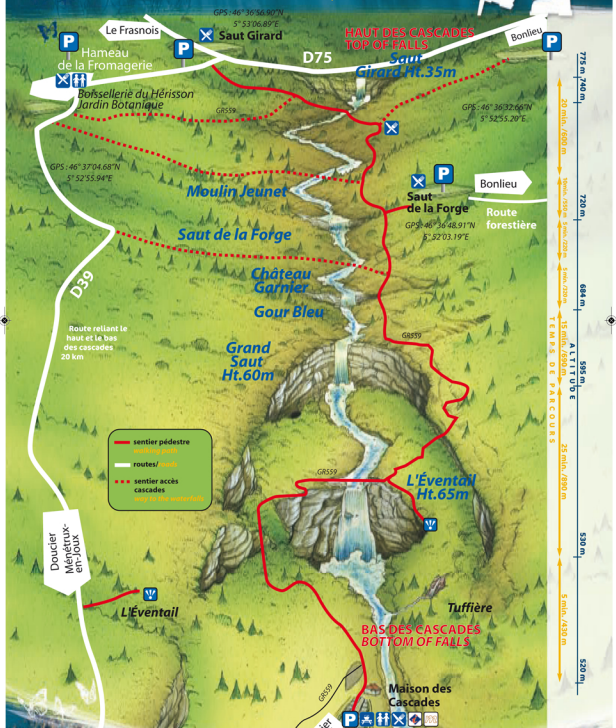 GPS : 46° 36'56.90"N
5° 53'06.89"E
Le Frasnois
Saut Girard
HAUT DES CASCADES
TOP OF FALLS
Bonlieu
P
P
P
Hameau
de la Fromagerie
D75
Saut
Girard Ht.35m
Boissellerie du Hérisson
Jardin Botanique
GR559
GPS : 46° 36'32.66"N
5° 52'55.20"E
GPS : 46° 37'04.68"N
5° 52'55.94"E
P
Moulin Jeunet
Saut
de la Forge
Bonlieu
Route
forestière
GPS : 46° 36'48.91"N
5° 52'03.19"E
Saut de la Forge
D39
Château
Garnier
Gour Bleu
Route reliant le
haut et le bas
des cascades
20 km
GR559
Grand
Saut
Ht.60m
sentier pédestre
walking path
routes/roads
sentier accès
cascades
way to the waterfalls
GR559
L'Éventail
Ht.65m
Doucier
Ménétrux-
en-Joux
L'Éventail
Tuffière
BAS DES CASCADES
BOTTOM OF FALLS
GR559
Maison des
Cascades
P
775 m
740 m
720 m
684 m
595 m
530 m
520 m
ALTITUDE
TEMPS DE PARCOURS
20 min./600 m
15 min./690 m
25 min./890 m
5 min./430 m